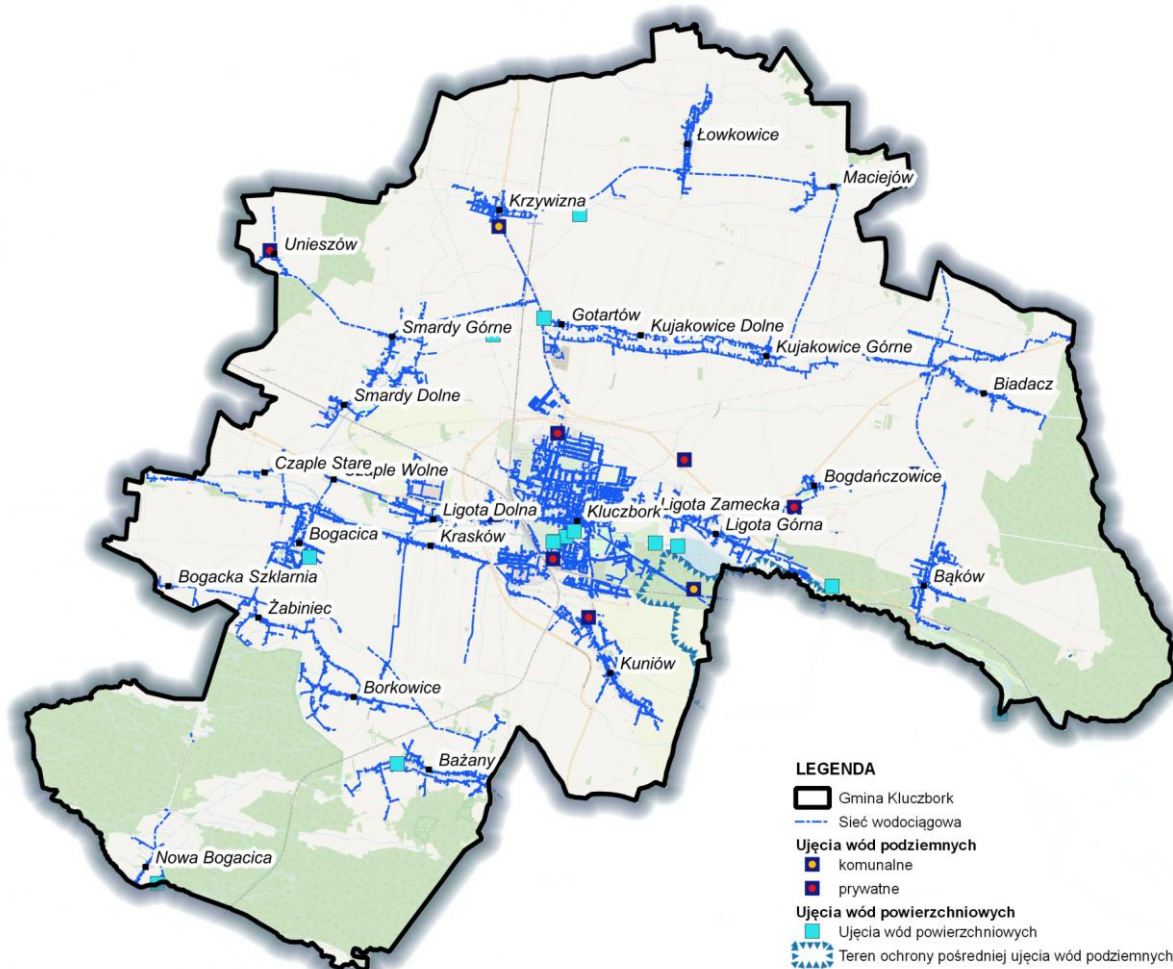 Łowkowice
Maciejów
Krzywizna
Unieszów
Gotartów
Smardy Górne
Kujakowice Dolne
Kujakowice Górne
Biadacz
Smardy Dolne
Czaple Stare
Czaple Wolne
Bogdańczowice
Ligota Dolna
Kluczbork
Ligota Zamecka
Ligota Górna
Bogacica
Krasków
Bogacka Szklarnia
Bąków
Żabiniec
Kuniów
Borkowice
Bażany
Nowa Bogacica
LEGENDA
Gmina Kluczbork
Sieć wodociągowa
Ujęcia wód podziemnych
komunalne
prywatne
Ujęcia wód powierzchniowych
Ujęcia wód powierzchniowych
Teren ochrony pośredniej ujęcia wód podziemnych